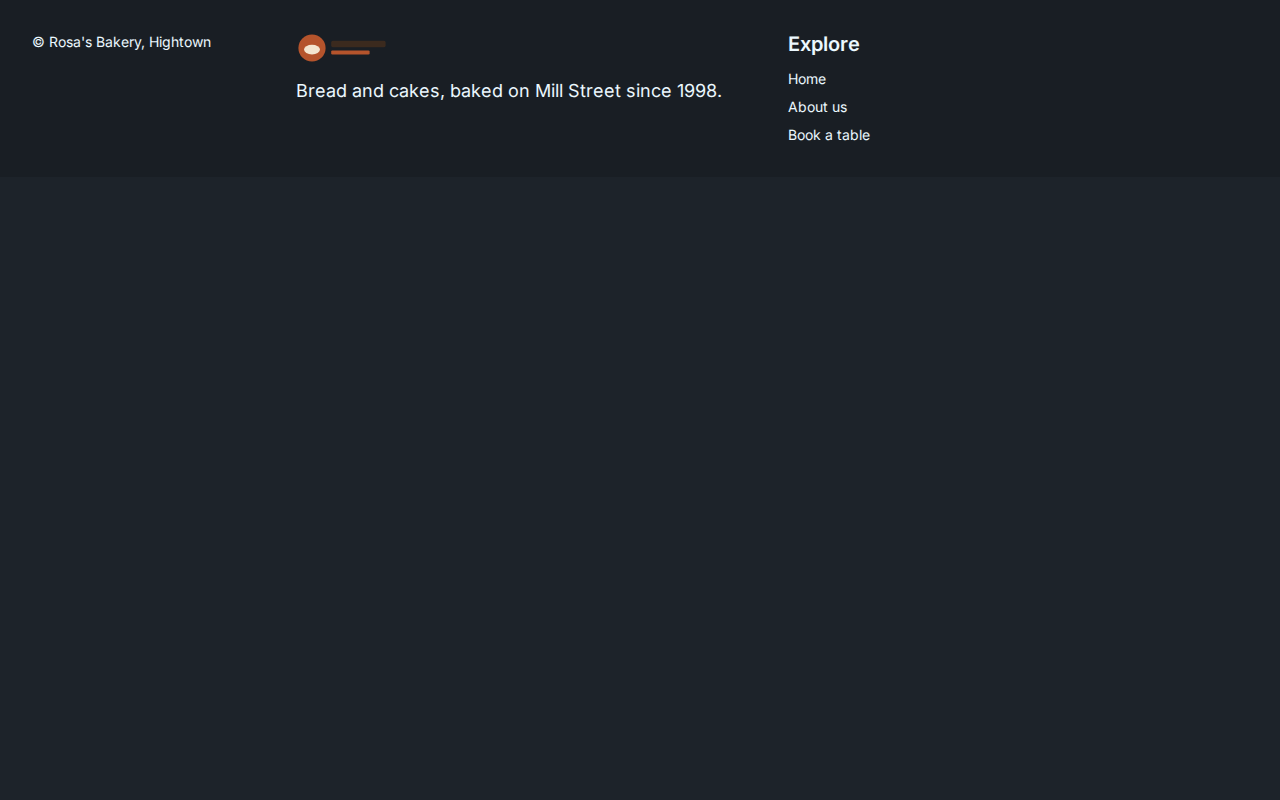 © Rosa's Bakery, Hightown
Bread and cakes, baked on Mill Street since 1998.
Explore
Home
About us
Book a table